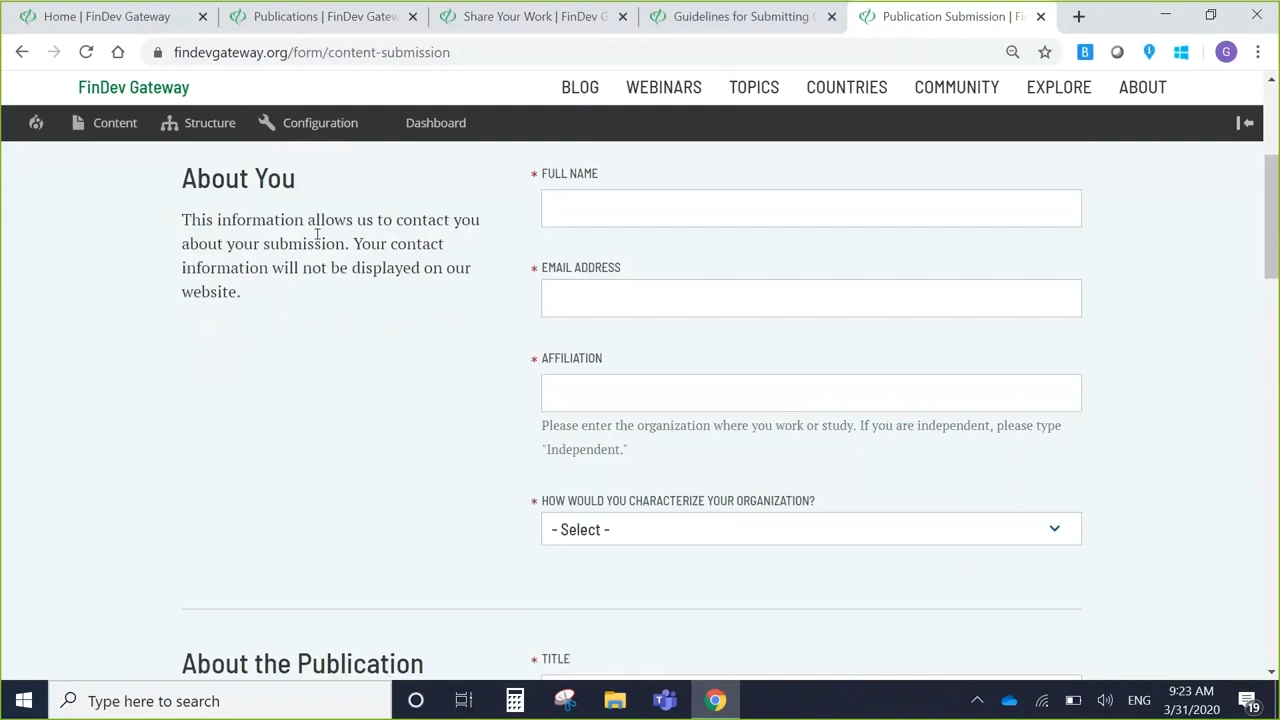 Home | FinDev Gateway
Publications | FinDev Gatew
Share Your Work | FinDev G
Guidelines for Submitting
Publication Submission | Fi
findevgateway.org/form/content-submission
G
FinDev Gateway
BLOG
WEBINARS
TOPICS
COUNTRIES
COMMUNITY
EXPLORE
ABOUT
Content
Structure
Configuration
Dashboard
About You
This information allows us to contact you
about your submission. Your contact
information will not be displayed on our
website.
* FULL NAME
* EMAIL ADDRESS
* AFFILIATION
Please enter the organization where you work or study. If you are independent, please type
"Independent."
* HOW WOULD YOU CHARACTERIZE YOUR ORGANIZATION?
- Select -
About the Publication
* TITLE
Type here to search
ENG
9:23 AM
3/31/2020
19